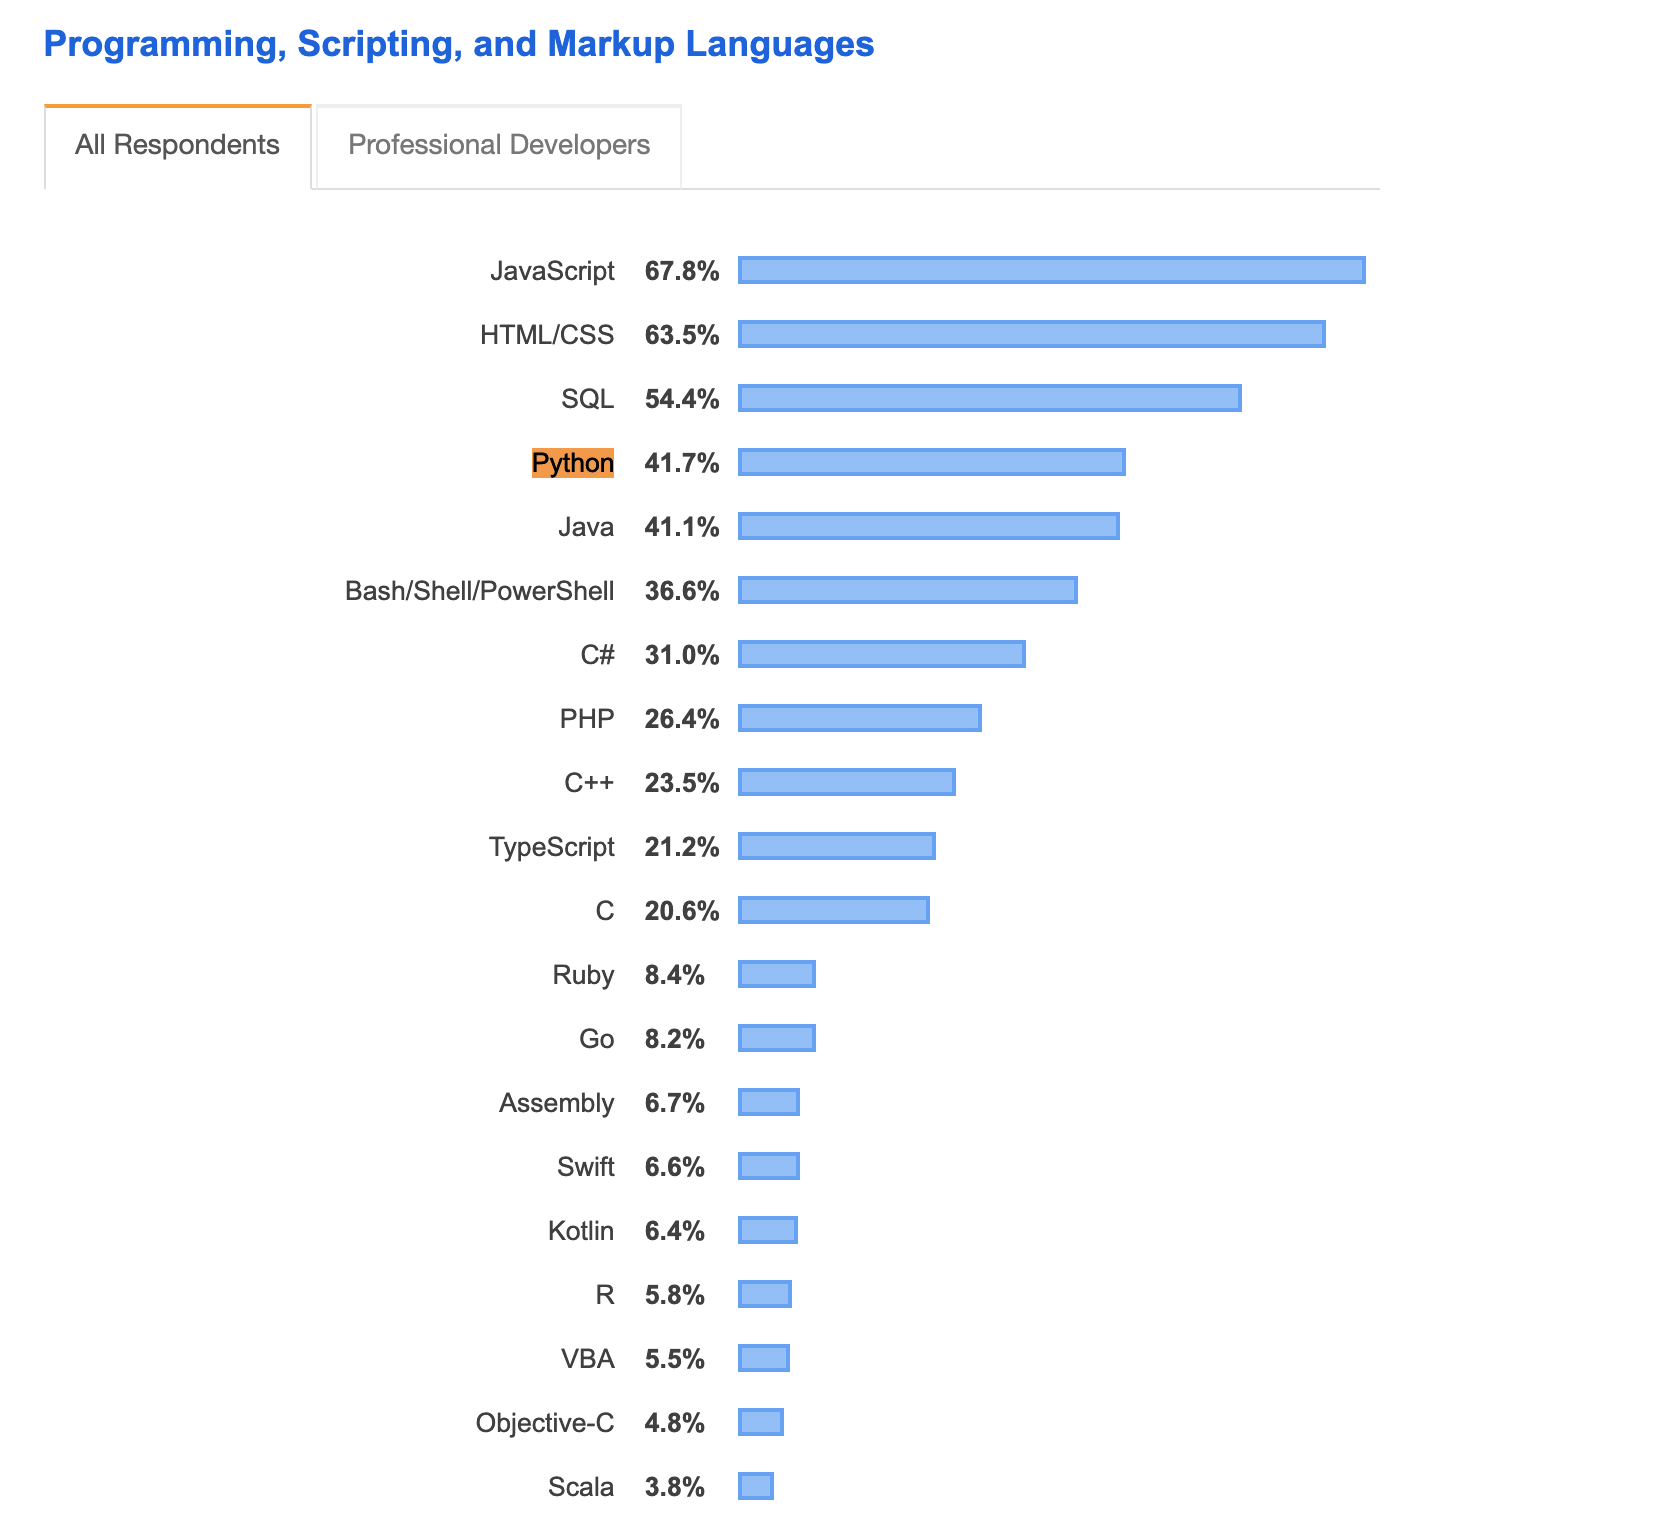 Programming, Scripting, and Markup Languages
All Respondents Professional Developers
JavaScript 67.8%
HTML/CSS 63.5%
SQL 54.4%
Python 41.7%
Java 41.1%
Bash/Shell/PowerShell 36.6%
C# 31.0%
PHP 26.4%
C++ 23.5%
TypeScript 21.2%
C 20.6%
Ruby 8.4%
Go 8.2%
Assembly 6.7%
Swift 6.6%
Kotlin 6.4%
R 5.8%
VBA 5.5%
Objective-C 4.8%
Scala 3.8%